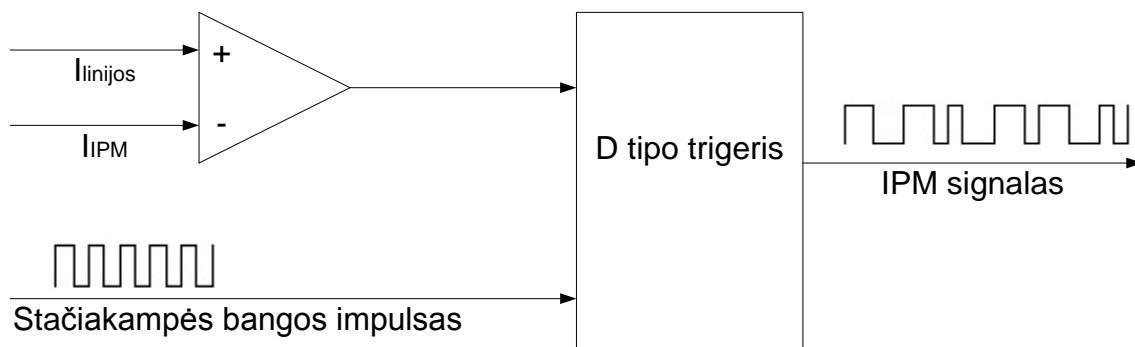 Ilinijos
+
IIPM
-
D tipo trigeris
IPM signalas
Stačiakampės bangos impulsas